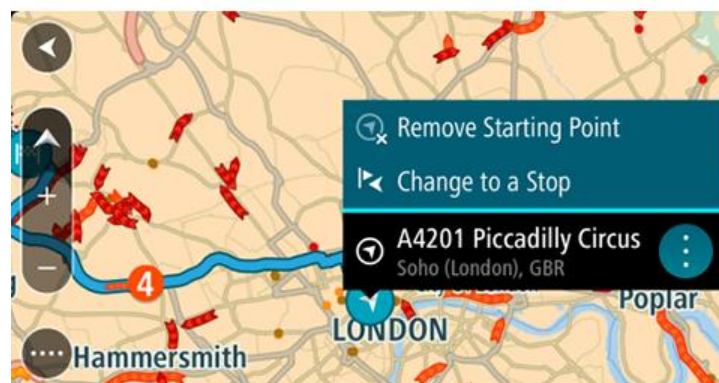 Remove Starting Point
Change to a Stop
A4201 Piccadilly Circus
Soho (London), GBR
+
−
4
Poplar
LONDON
Hammersmith